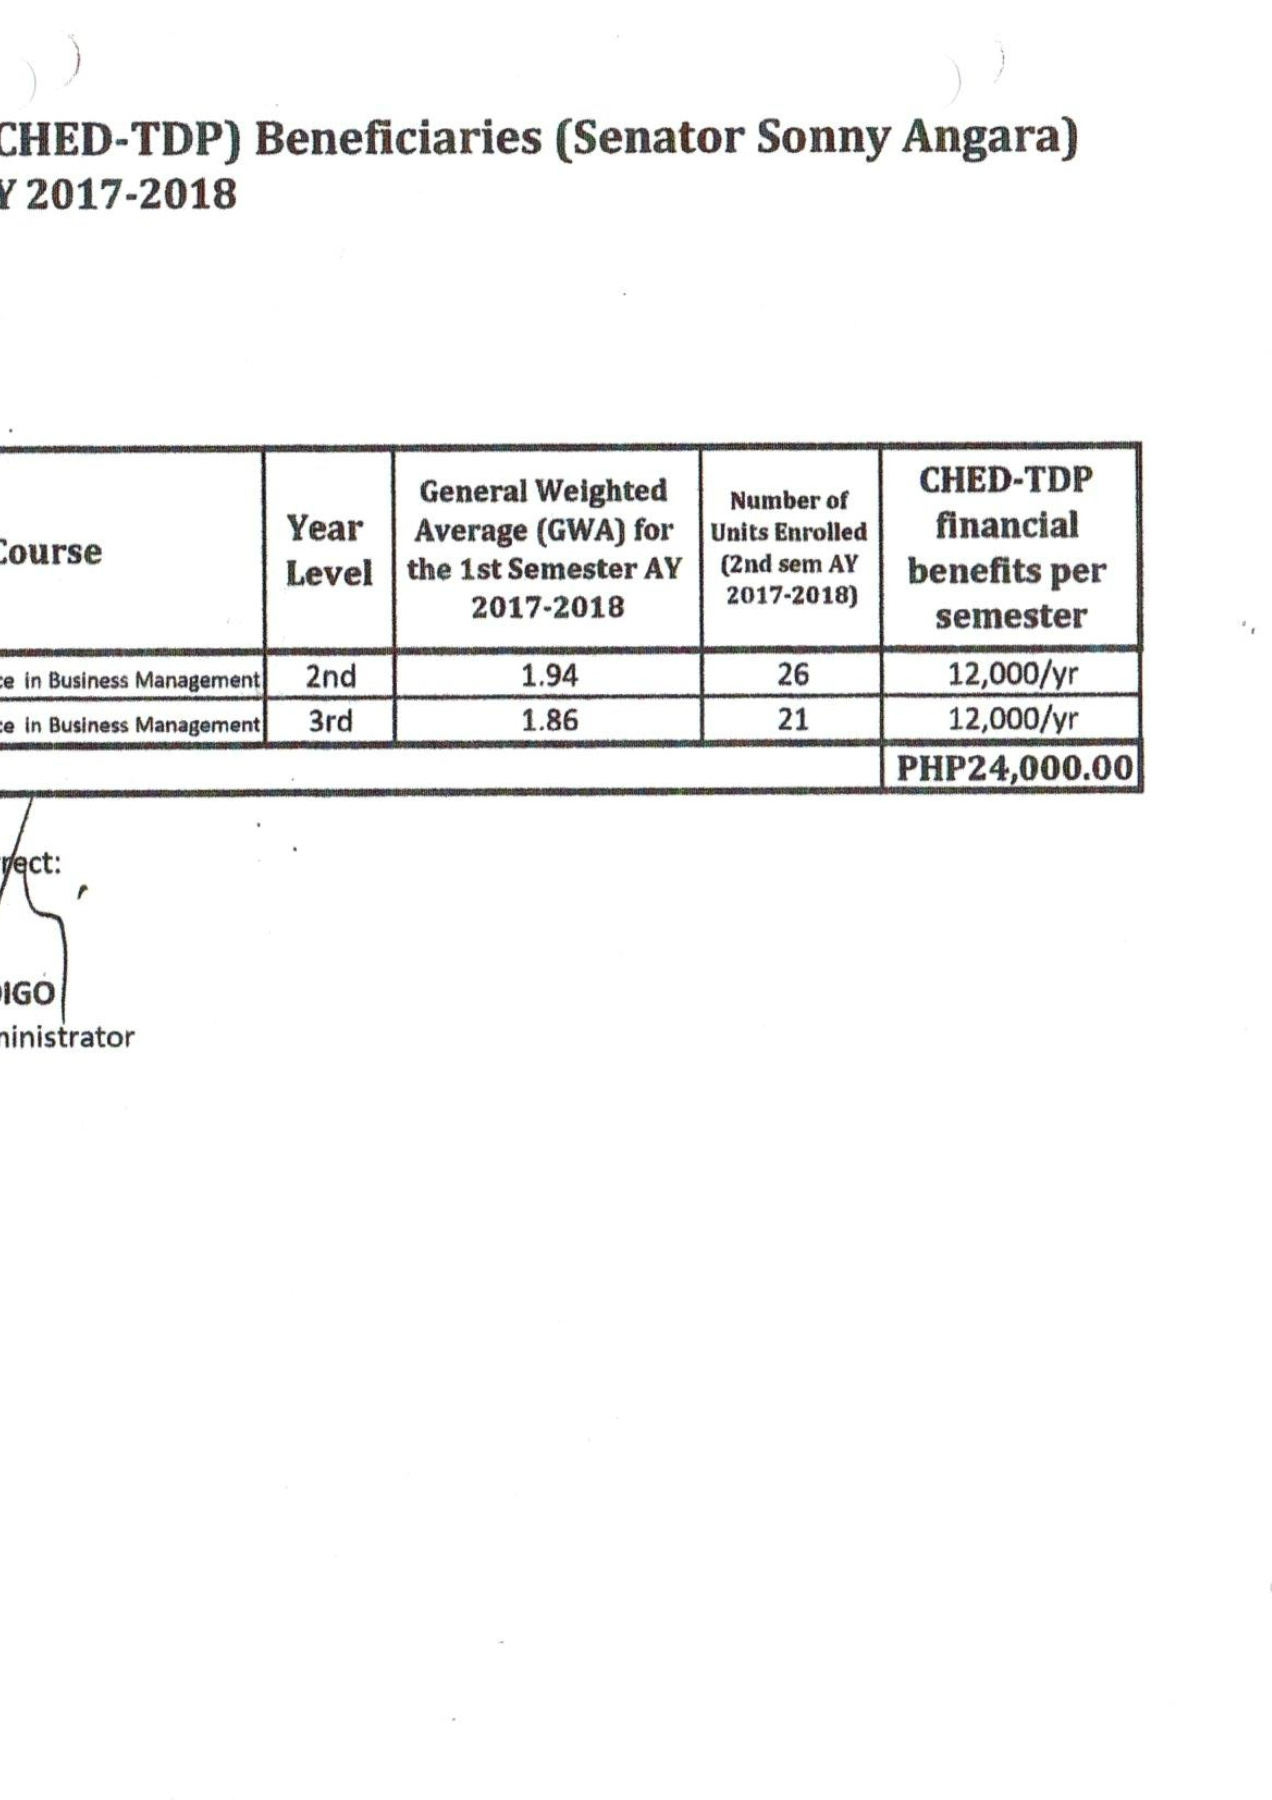 CHED-TDP) Beneficiaries (Senator Sonny Angara)
Y 2017-2018
Course
Year
Level
General Weighted
Average (GWA) for
the 1st Semester AY
2017-2018
Number of
Units Enrolled
(2nd sem AY
2017-2018)
CHED-TDP
financial
benefits per
semester
ce in Business Management 2nd 1.94 26 12,000/yr
ce in Business Management 3rd 1.86 21 12,000/yr
PHP24,000.00
rect:
DIGO
ministrator